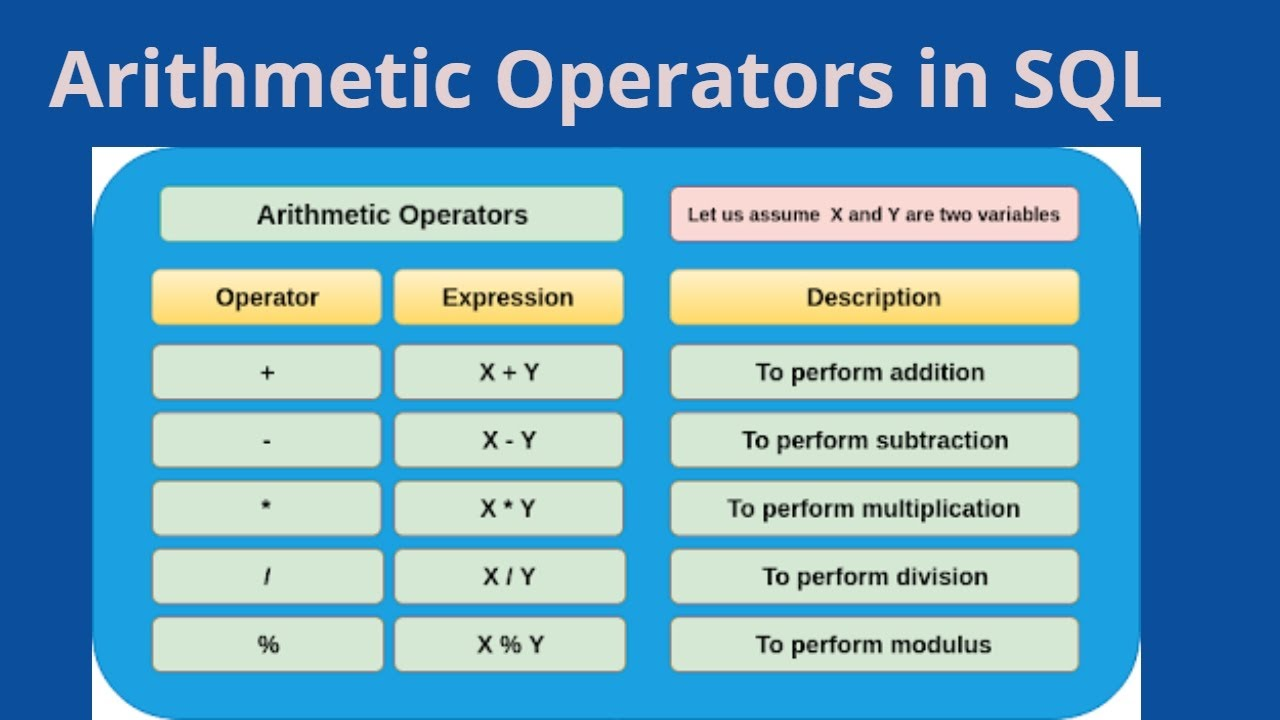 Arithmetic Operators in SQL
Arithmetic Operators
Let us assume X and Y are two variables
Operator Expression Description
+ X + Y To perform addition
- X - Y To perform subtraction
* X * Y To perform multiplication
/ X / Y To perform division
% X % Y To perform modulus